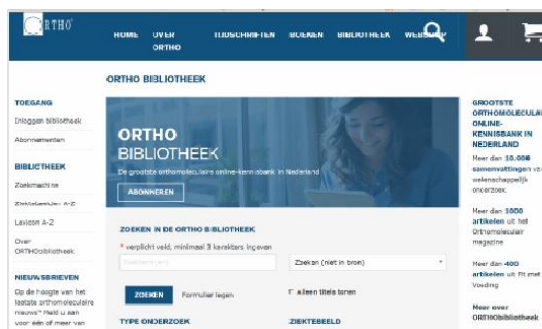 ORTHO
HOME
OVER ORTHO
TIJDSCHRIFTEN
BOEKEN
BIBLIOTHEEK
WEBSHOP
ORTHO BIBLIOTHEEK
TOEGANG
Inloggen bibliotheek
Abonnementen
BIBLIOTHEEK
Zoekmachine
Ziektebeelden A-Z
Lexicon A-Z
Over
ORTHObibliotheek
NIEUWSBRIEVEN
Op de hoogte van het
laatste orthomoleculaire
nieuws? Meld u aan
voor één of meer van
ORTHO
BIBLIOTHEEK
De grootste orthomoleculaire online-kennisbank in Nederland
ABONNEREN
ZOEKEN IN DE ORTHO BIBLIOTHEEK
* verplicht veld, minimaal 3 karakters ingeven
Zoeken (niet in bron)
ZOEKEN
Formulier legen
Alleen titels tonen
TYPE ONDERZOEK
ZIEKTEBEELD
GROOTSTE
ORTHOMOLECULAI
ONLINE-
KENNISBANK IN
NEDERLAND
Meer dan 10.000
samenvattingen va
wetenschappelijk
onderzoek
Meer dan 1000
artikelen uit het
Orthomoleculair
magazine
Meer dan 400
artikelen uit Fit met
Voeding
Meer over
ORTHObibliotheek